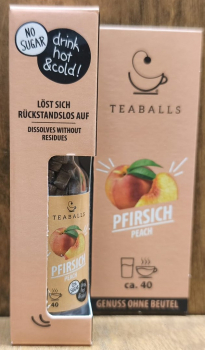 NO
SUGAR
drink
hot
&cold!
LÖST SICH
RÜCKSTANDSLOS AUF
DISSOLVES WITHOUT
RESIDUES
TEABALLS
PFIRSICH
PEACH
40
TEABALLS
PFIRSICH
PEACH
ca. 40
GENUSS OHNE BEUTEL